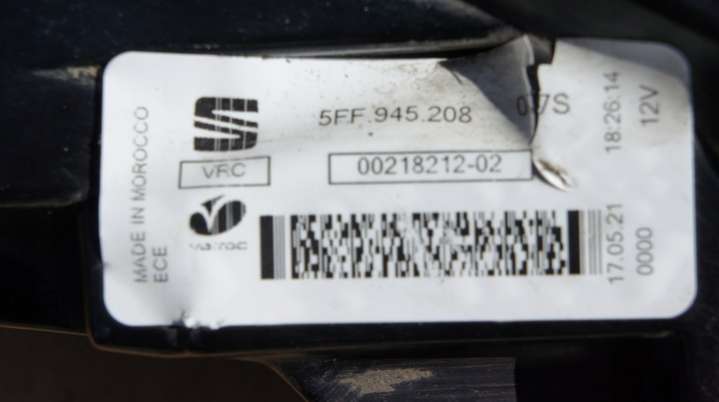 5FF.945.208
VRC
00218212-02
MADE IN MOROCCO
ECE
18:26:14
12V
17.05.21
0000